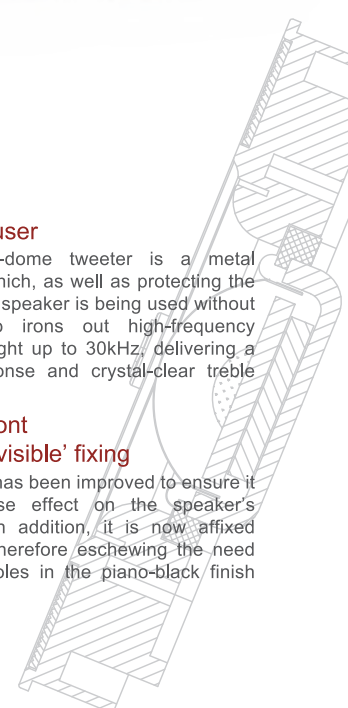 user
-dome tweeter is a metal
hich, as well as protecting the
speaker is being used without
o irons out high-frequency
ght up to 30kHz, delivering a
onse and crystal-clear treble
ont
visible’ fixing
has been improved to ensure it
se effect on the speaker’s
n addition, it is now affixed
herefore eschewing the need
oles in the piano-black finish